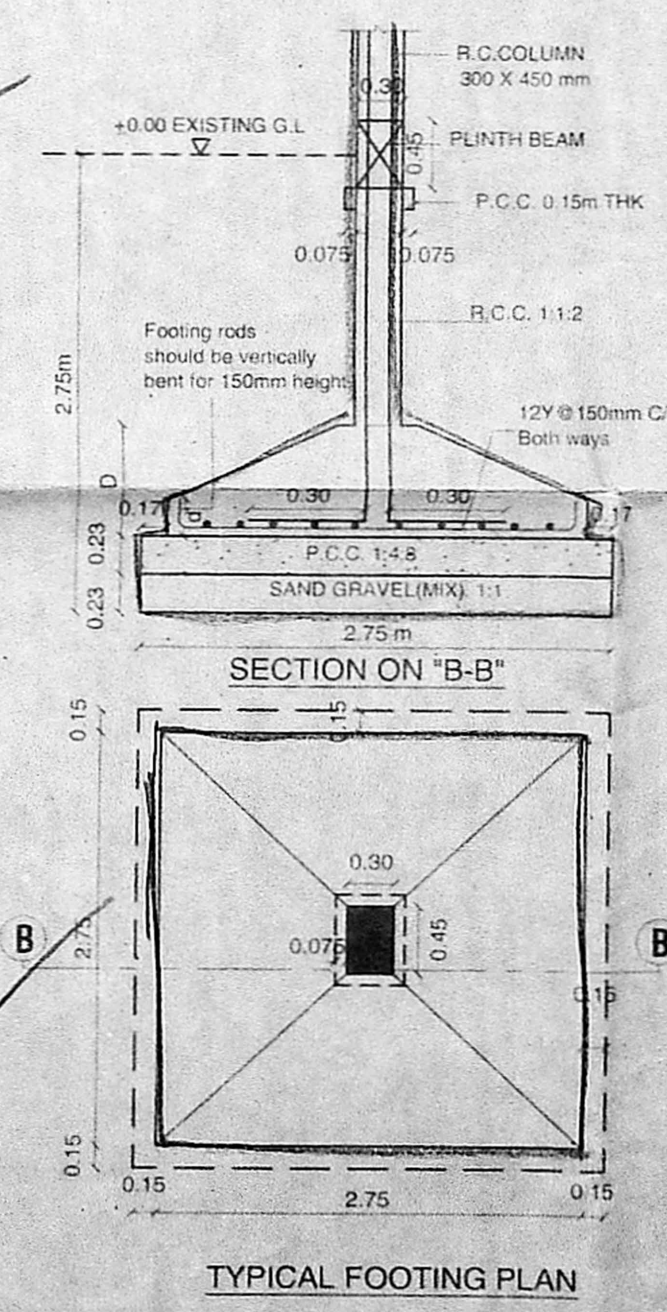 R.C.COLUMN
300 X 450 mm
0.30
±0.00 EXISTING G.L
PLINTH BEAM
0.45
P.C.C. 0.15m THK
0.075
0.075
R.C.C. 1:1:2
2.75m
Footing rods
should be vertically
bent for 150mm height
12Y@150mm C/
Both ways
D
0.30
0.30
0.17
d
0.17
0.23
P.C.C. 1:4:8
0.23
SAND GRAVEL(MIX) 1:1
2.75 m
SECTION ON "B-B"
0.15
0.15
0.30
0.45
0.075
B
B
2.75
0.15
0.15
0.15
0.15
2.75
TYPICAL FOOTING PLAN